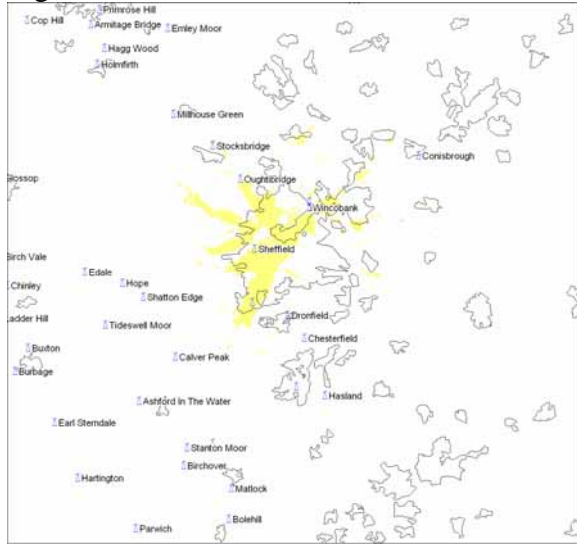 Primrose Hill
Cop Hill
Armitage Bridge
Emley Moor
Hagg Wood
Holmfirth
Millhouse Green
Stocksbridge
Conisbrough
Glossop
Oughtibridge
Wincobank
Sheffield
Birch Vale
Edale
Chinley
Hope
Shatton Edge
Ladder Hill
Tideswell Moor
Dronfield
Chesterfield
Buxton
Calver Peak
Burbage
Hasland
Ashford In The Water
Earl Sterndale
Stanton Moor
Birchover
Hartington
Matlock
Bolehill
Parwich